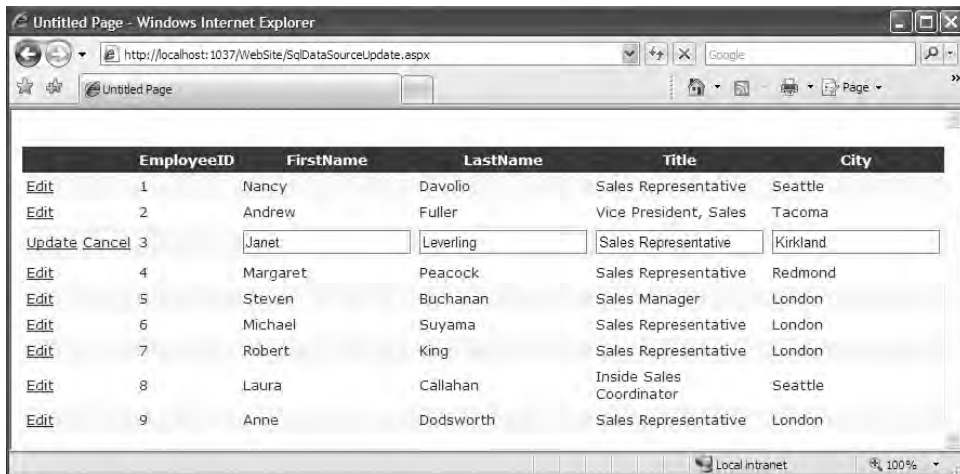 Untitled Page - Windows Internet Explorer
http://localhost:1037/WebSite/SqlDataSourceUpdate.aspx
Google
Untitled Page
Page
»
EmployeeID FirstName LastName Title City
Edit 1 Nancy Davolio Sales Representative Seattle
Edit 2 Andrew Fuller Vice President, Sales Tacoma
Update Cancel 3 Janet Leverling Sales Representative Kirkland
Edit 4 Margaret Peacock Sales Representative Redmond
Edit 5 Steven Buchanan Sales Manager London
Edit 6 Michael Suyama Sales Representative London
Edit 7 Robert King Sales Representative London
Edit 8 Laura Callahan Inside Sales Coordinator Seattle
Edit 9 Anne Dodsworth Sales Representative London
Local intranet 100%